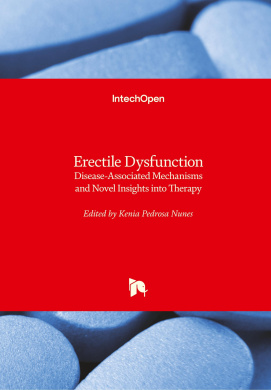 IntechOpen
Erectile Dysfunction
Disease-Associated Mechanisms
and Novel Insights into Therapy
Edited by Kenia Pedrosa Nunes